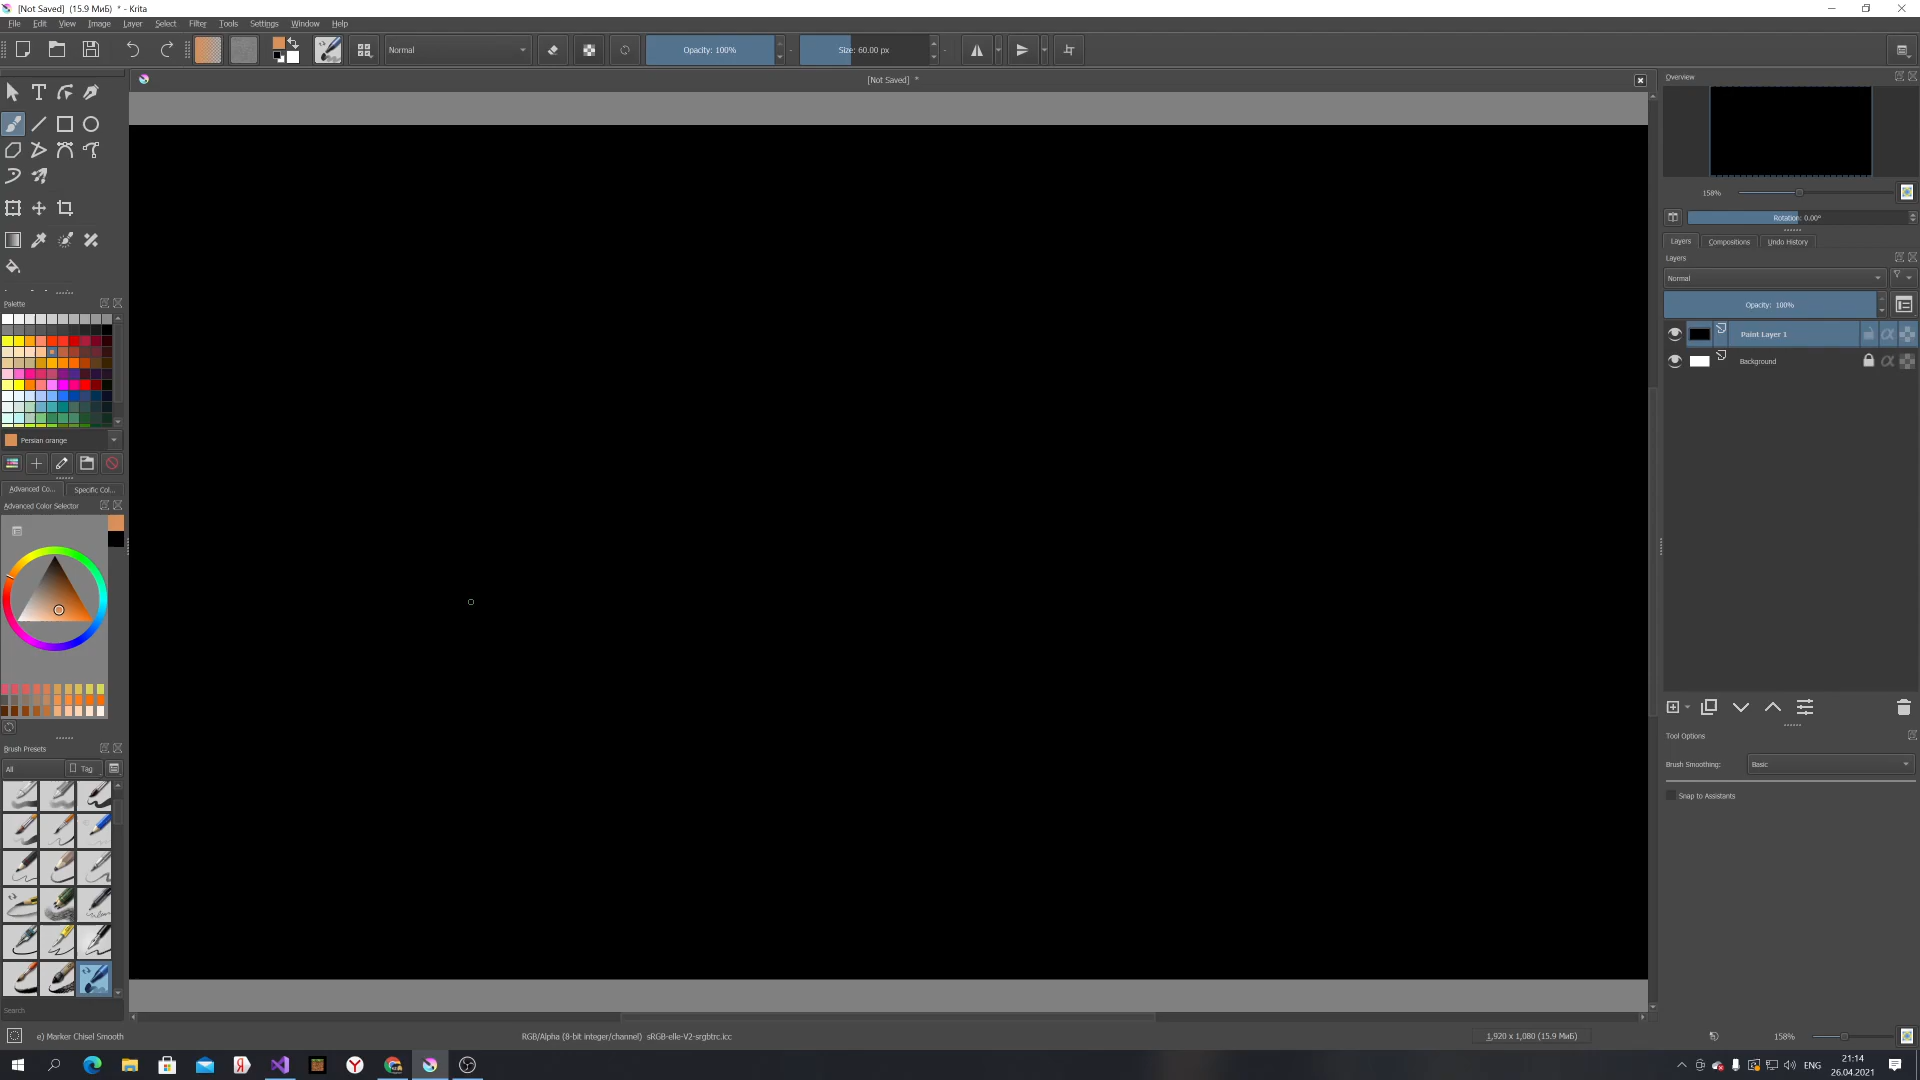 [Not Saved] (15.9 МиБ) * - Krita
File Edit View Image Layer Select Filter Tools Settings Window Help
Normal
Opacity: 100%
Size: 60.00 px
[Not Saved] *
Overview
158%
Rotation: 0.00°
Layers Compositions Undo History
Layers
Normal
Opacity: 100%
Paint Layer 1
Background
Tool Options
Brush Smoothing: Basic
Snap to Assistants
Palette
Persian orange
Advanced Co... Specific Col...
Advanced Color Selector
Brush Presets
All Tag
Search
e) Marker Chisel Smooth
RGB/Alpha (8-bit integer/channel) sRGB-elle-V2-srgbtrc.icc
1,920 x 1,080 (15.9 МиБ)
158%
ENG
21:14
26.04.2021